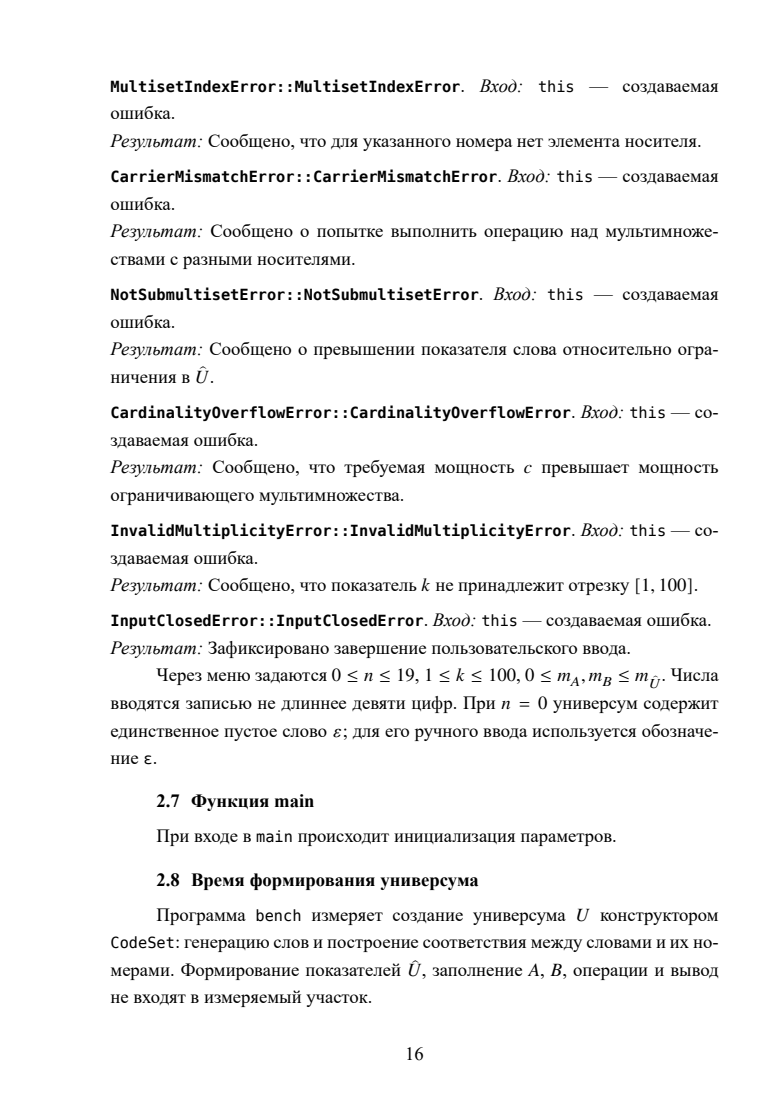 MultisetIndexError::MultisetIndexError. Вход: this — создаваемая
ошибка.
Результат: Сообщено, что для указанного номера нет элемента носителя.
CarrierMismatchError::CarrierMismatchError. Вход: this — создаваемая
ошибка.
Результат: Сообщено о попытке выполнить операцию над мультимноже-
ствами с разными носителями.
NotSubmultisetError::NotSubmultisetError. Вход: this — создаваемая
ошибка.
Результат: Сообщено о превышении показателя слова относительно огра-
ничения в Û.
CardinalityOverflowError::CardinalityOverflowError. Вход: this — со-
здаваемая ошибка.
Результат: Сообщено, что требуемая мощность c превышает мощность
ограничивающего мультимножества.
InvalidMultiplicityError::InvalidMultiplicityError. Вход: this — со-
здаваемая ошибка.
Результат: Сообщено, что показатель k не принадлежит отрезку [1, 100].
InputClosedError::InputClosedError. Вход: this — создаваемая ошибка.
Результат: Зафиксировано завершение пользовательского ввода.
Через меню задаются 0 ≤ n ≤ 19, 1 ≤ k ≤ 100, 0 ≤ m_A, m_B ≤ m_Û. Числа
вводятся записью не длиннее девяти цифр. При n = 0 универсум содержит
единственное пустое слово ε; для его ручного ввода используется обозначе-
ние ε.
2.7 Функция main
При входе в main происходит инициализация параметров.
2.8 Время формирования универсума
Программа bench измеряет создание универсума U конструктором
CodeSet: генерацию слов и построение соответствия между словами и их но-
мерами. Формирование показателей Û, заполнение A, B, операции и вывод
не входят в измеряемый участок.
16